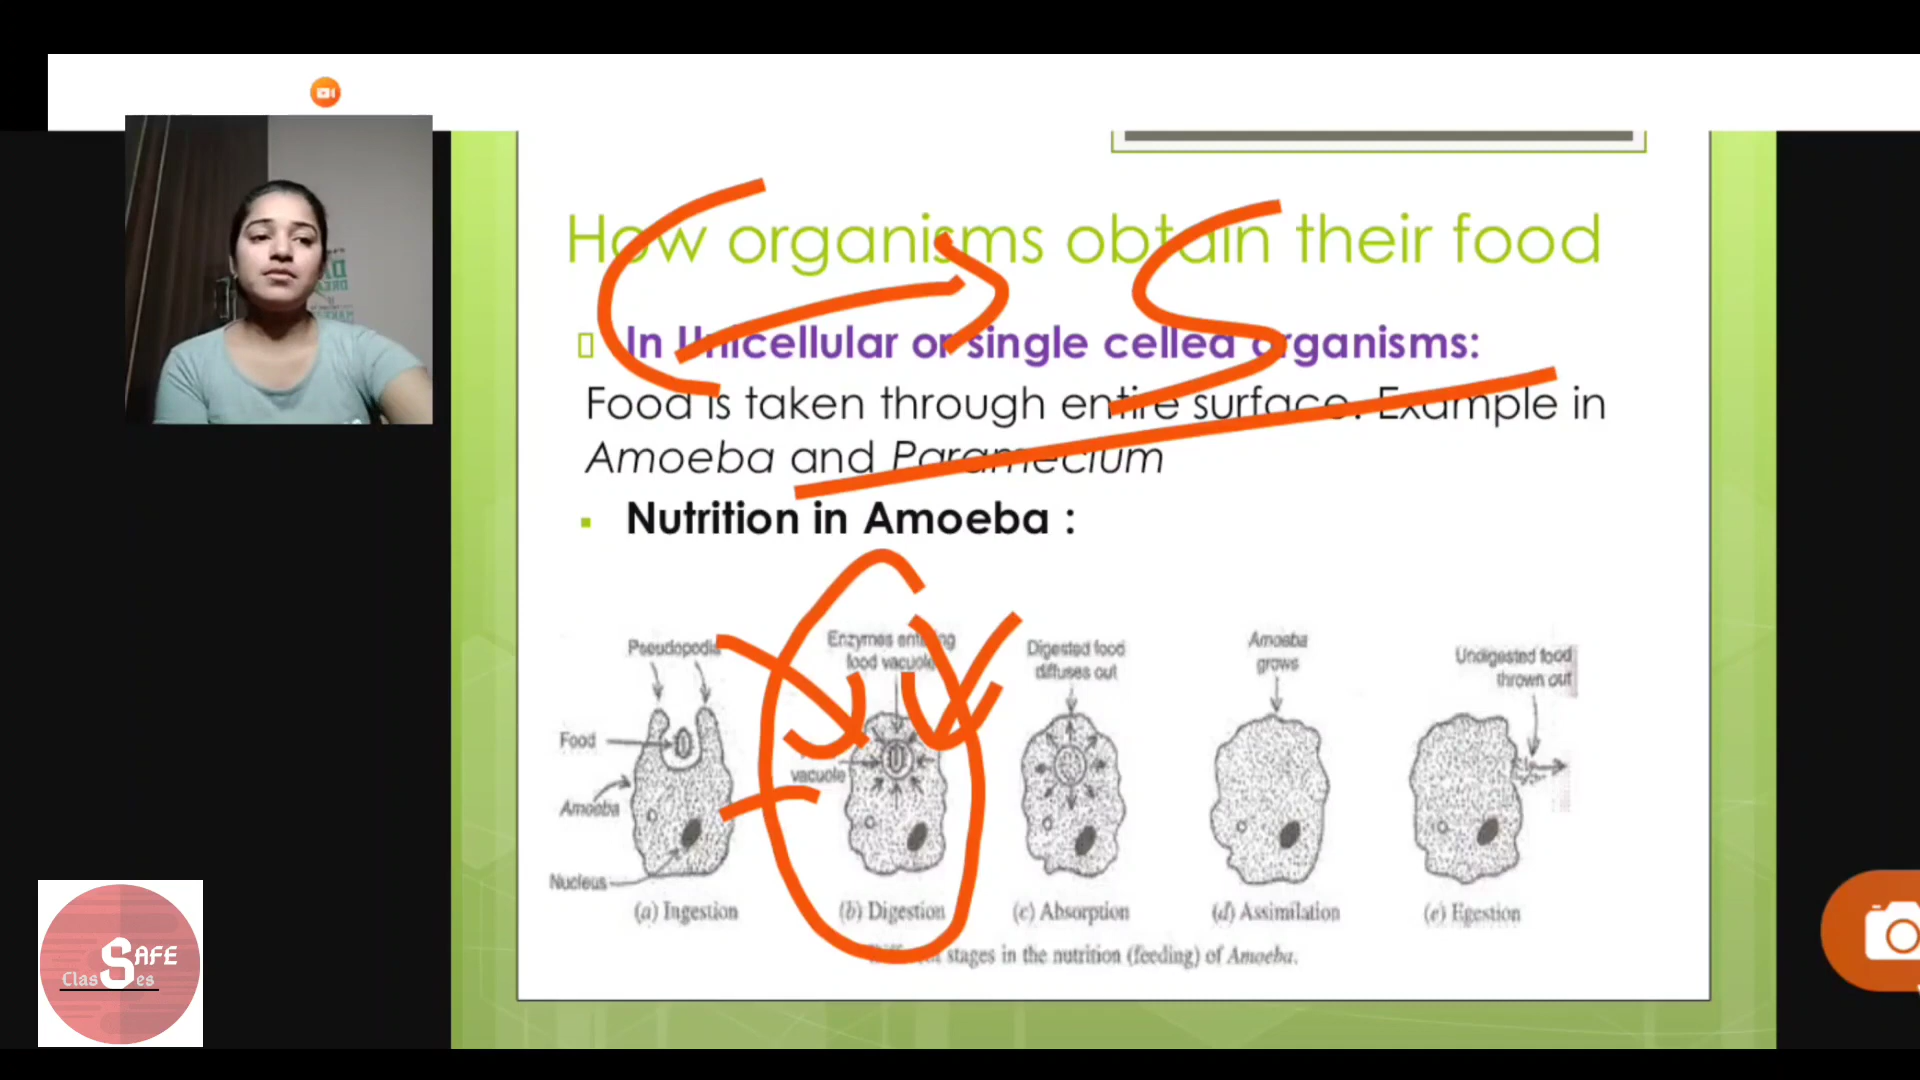 How organisms obtain their food
In Unicellular or single celled organisms:
Food is taken through entire surface. Example in
Amoeba and Paramecium
Nutrition in Amoeba :
Pseudopodia
Food
Amoeba
Nucleus
(a) Ingestion
Enzymes entering
food vacuole
vacuole
(b) Digestion
Digested food
diffuses out
(c) Absorption
Amoeba
grows
(d) Assimilation
Undigested food
thrown out
(e) Egestion
stages in the nutrition (feeding) of Amoeba.
SAFE
Classes